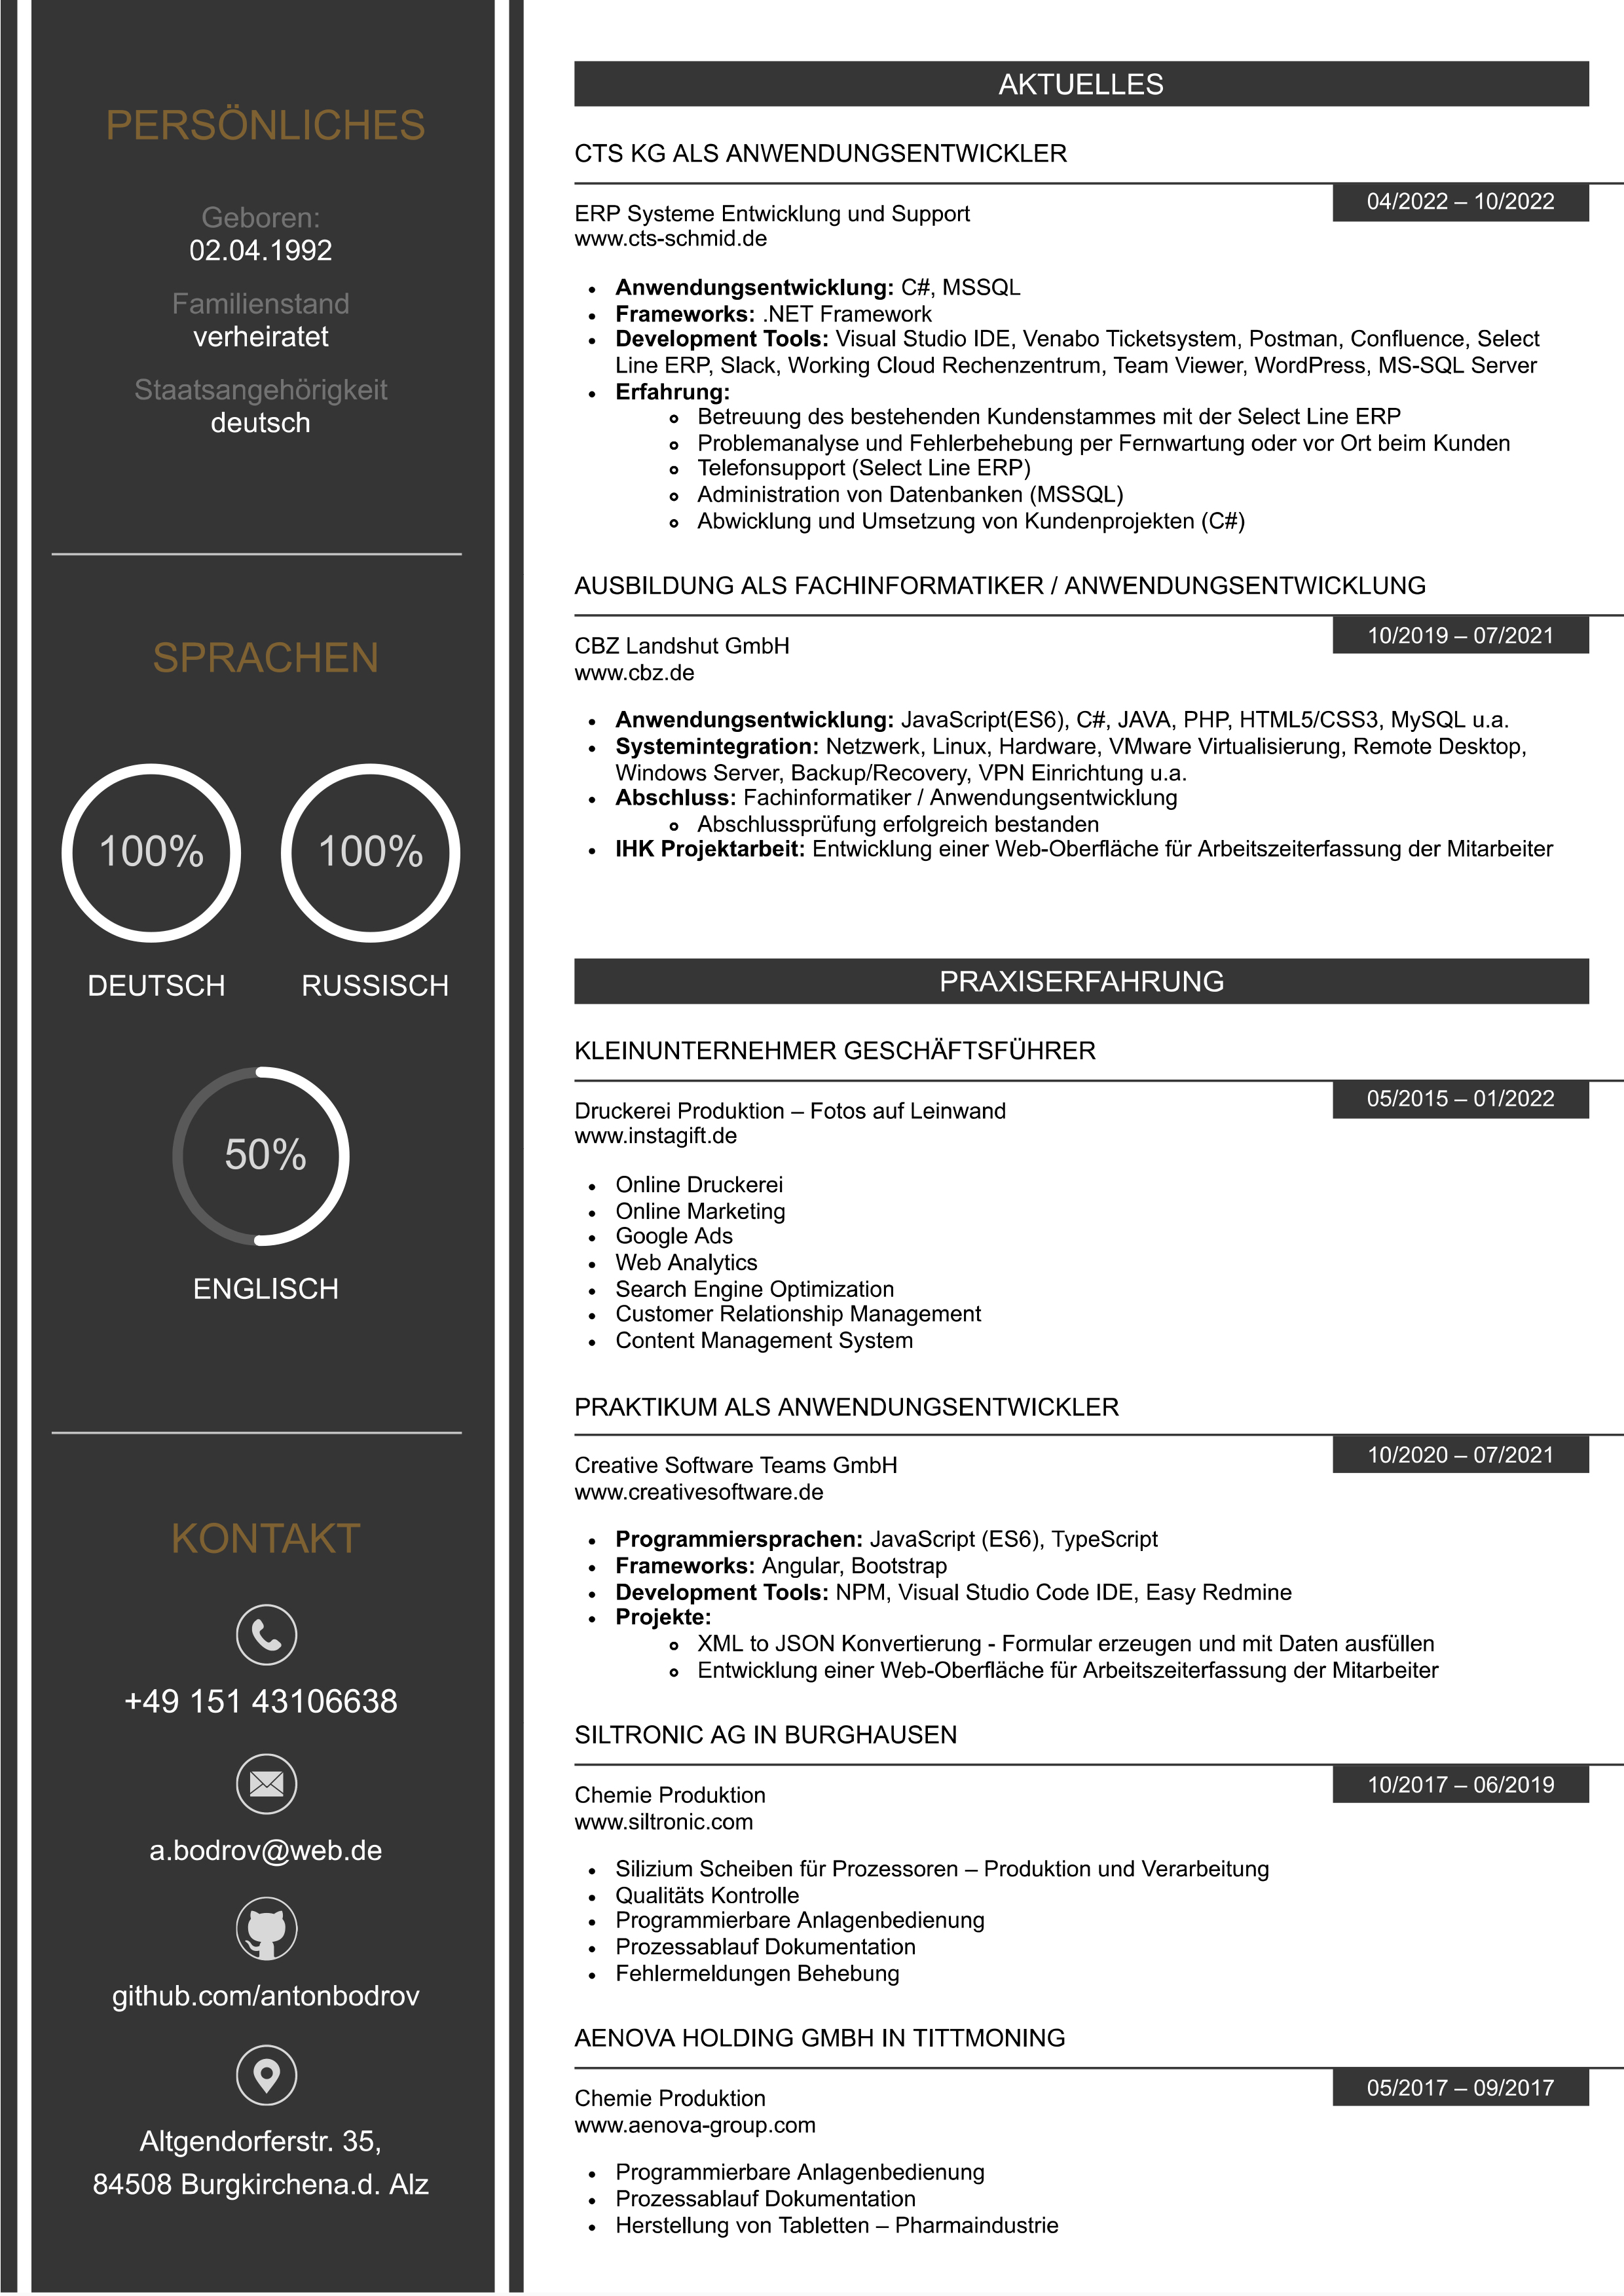 PERSÖNLICHES
Geboren:
02.04.1992
Familienstand
verheiratet
Staatsangehörigkeit
deutsch
SPRACHEN
100%
100%
DEUTSCH
RUSSISCH
50%
ENGLISCH
KONTAKT
+49 151 43106638
a.bodrov@web.de
github.com/antonbodrov
Altgendorferstr. 35,
84508 Burgkirchena.d. Alz
AKTUELLES
CTS KG ALS ANWENDUNGSENTWICKLER
04/2022 – 10/2022
ERP Systeme Entwicklung und Support
www.cts-schmid.de
• Anwendungsentwicklung: C#, MSSQL
• Frameworks: .NET Framework
• Development Tools: Visual Studio IDE, Venabo Ticketsystem, Postman, Confluence, Select
Line ERP, Slack, Working Cloud Rechenzentrum, Team Viewer, WordPress, MS-SQL Server
• Erfahrung:
o Betreuung des bestehenden Kundenstammes mit der Select Line ERP
o Problemanalyse und Fehlerbehebung per Fernwartung oder vor Ort beim Kunden
o Telefonsupport (Select Line ERP)
o Administration von Datenbanken (MSSQL)
o Abwicklung und Umsetzung von Kundenprojekten (C#)
AUSBILDUNG ALS FACHINFORMATIKER / ANWENDUNGSENTWICKLUNG
10/2019 – 07/2021
CBZ Landshut GmbH
www.cbz.de
• Anwendungsentwicklung: JavaScript(ES6), C#, JAVA, PHP, HTML5/CSS3, MySQL u.a.
• Systemintegration: Netzwerk, Linux, Hardware, VMware Virtualisierung, Remote Desktop,
Windows Server, Backup/Recovery, VPN Einrichtung u.a.
• Abschluss: Fachinformatiker / Anwendungsentwicklung
o Abschlussprüfung erfolgreich bestanden
• IHK Projektarbeit: Entwicklung einer Web-Oberfläche für Arbeitszeiterfassung der Mitarbeiter
PRAXISERFAHRUNG
KLEINUNTERNEHMER GESCHÄFTSFÜHRER
05/2015 – 01/2022
Druckerei Produktion – Fotos auf Leinwand
www.instagift.de
• Online Druckerei
• Online Marketing
• Google Ads
• Web Analytics
• Search Engine Optimization
• Customer Relationship Management
• Content Management System
PRAKTIKUM ALS ANWENDUNGSENTWICKLER
10/2020 – 07/2021
Creative Software Teams GmbH
www.creativesoftware.de
• Programmiersprachen: JavaScript (ES6), TypeScript
• Frameworks: Angular, Bootstrap
• Development Tools: NPM, Visual Studio Code IDE, Easy Redmine
• Projekte:
o XML to JSON Konvertierung - Formular erzeugen und mit Daten ausfüllen
o Entwicklung einer Web-Oberfläche für Arbeitszeiterfassung der Mitarbeiter
SILTRONIC AG IN BURGHAUSEN
10/2017 – 06/2019
Chemie Produktion
www.siltronic.com
• Silizium Scheiben für Prozessoren – Produktion und Verarbeitung
• Qualitäts Kontrolle
• Programmierbare Anlagenbedienung
• Prozessablauf Dokumentation
• Fehlermeldungen Behebung
AENOVA HOLDING GMBH IN TITTMONING
05/2017 – 09/2017
Chemie Produktion
www.aenova-group.com
• Programmierbare Anlagenbedienung
• Prozessablauf Dokumentation
• Herstellung von Tabletten – Pharmaindustrie